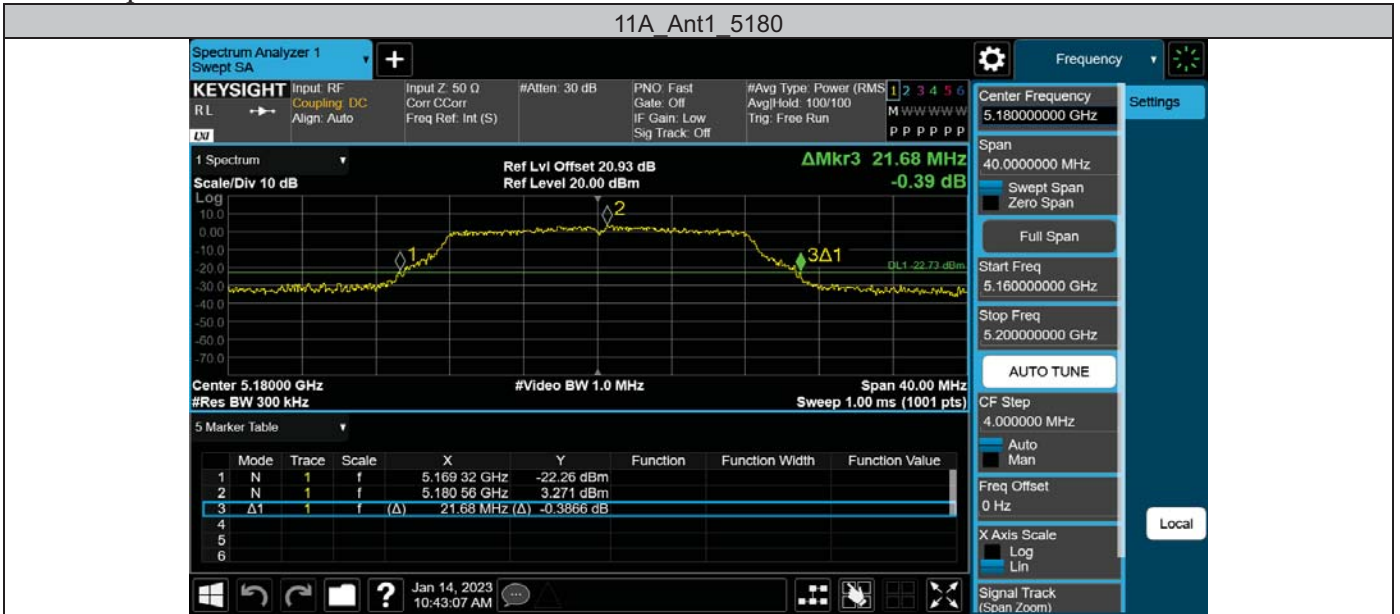 11A_Ant1_5180
Spectrum Analyzer 1
Swept SA
Frequency
KEYSIGHT
RL
LXI
Input: RF
Coupling: DC
Align: Auto
Input Z: 50 Ω
Corr CCorr
Freq Ref: Int (S)
#Atten: 30 dB
PNO: Fast
Gate: Off
IF Gain: Low
Sig Track: Off
#Avg Type: Power (RMS
Avg|Hold: 100/100
Trig: Free Run
1 2 3 4 5 6
M W W W W W
P P P P P P
1 Spectrum
Scale/Div 10 dB
Ref Lvl Offset 20.93 dB
Ref Level 20.00 dBm
ΔMkr3 21.68 MHz
-0.39 dB
Log
10.0
0.00
-10.0
-20.0
-30.0
-40.0
-50.0
-60.0
-70.0
1
2
3Δ1
DL1 -22.73 dBm
Center 5.18000 GHz
#Video BW 1.0 MHz
Span 40.00 MHz
#Res BW 300 kHz
Sweep 1.00 ms (1001 pts)
5 Marker Table
Mode Trace Scale X Y Function Function Width Function Value
1 N 1 f 5.169 32 GHz -22.26 dBm
2 N 1 f 5.180 56 GHz 3.271 dBm
3 Δ1 1 f (Δ) 21.68 MHz (Δ) -0.3866 dB
4
5
6
Jan 14, 2023
10:43:07 AM
Center Frequency
5.180000000 GHz
Settings
Span
40.0000000 MHz
Swept Span
Zero Span
Full Span
Start Freq
5.160000000 GHz
Stop Freq
5.200000000 GHz
AUTO TUNE
CF Step
4.000000 MHz
Auto
Man
Freq Offset
0 Hz
Local
X Axis Scale
Log
Lin
Signal Track
(Span Zoom)